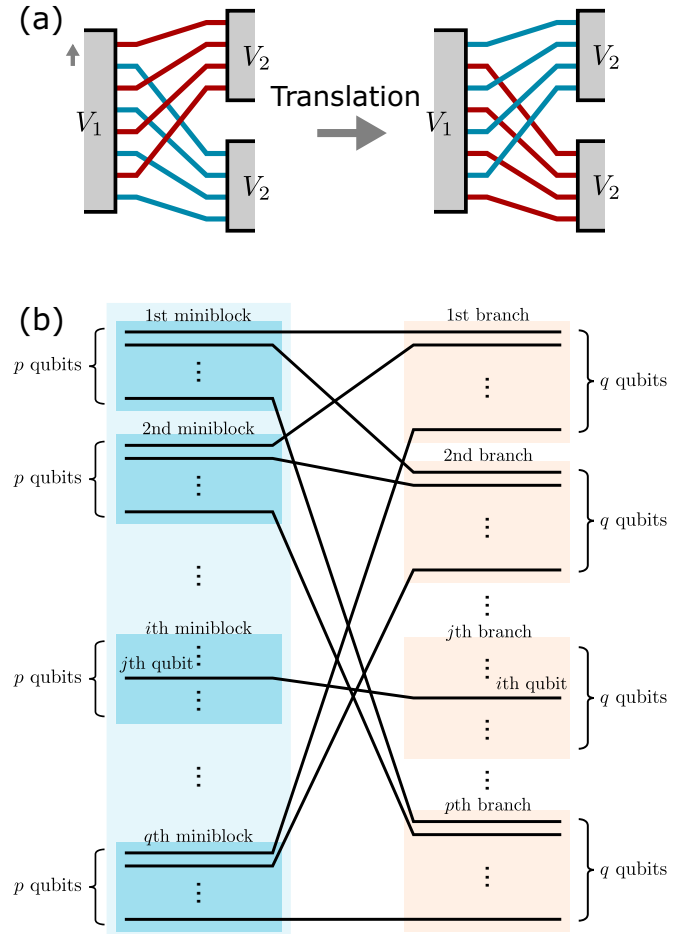 (a)
V₁
V₂
V₂
Translation
V₁
V₂
V₂
(b)
1st miniblock
p qubits
⋮
2nd miniblock
p qubits
⋮
⋮
ith miniblock
⋮
jth qubit
p qubits
⋮
⋮
qth miniblock
p qubits
⋮
1st branch
⋮
q qubits
2nd branch
⋮
q qubits
⋮
jth branch
⋮
ith qubit
q qubits
⋮
⋮
pth branch
⋮
q qubits